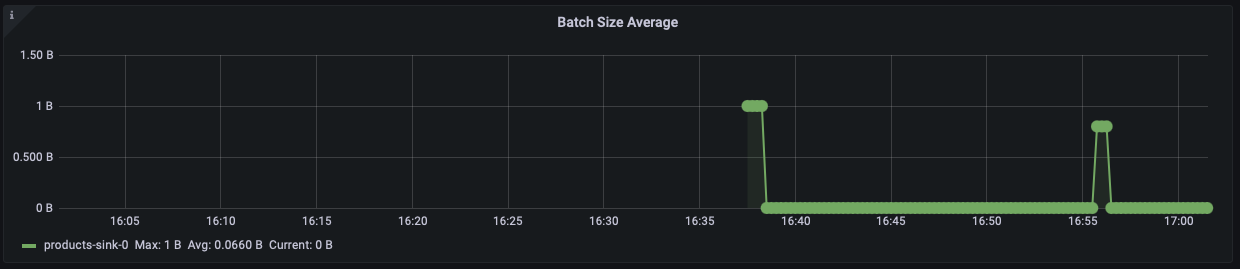 i
Batch Size Average
1.50 B
1 B
0.500 B
0 B
16:05 16:10 16:15 16:20 16:25 16:30 16:35 16:40 16:45 16:50 16:55 17:00
products-sink-0 Max: 1 B Avg: 0.0660 B Current: 0 B